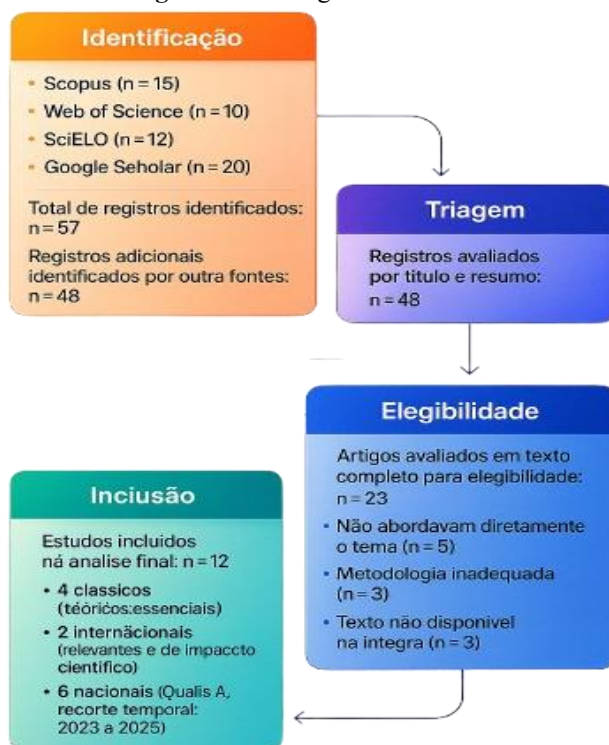 Identificação
• Scopus (n = 15)
• Web of Science (n = 10)
• SciELO (n = 12)
• Google Seholar (n = 20)
Total de registros identificados:
n = 57
Registros adicionais
identificados por outra fontes:
n = 48
Triagem
Registros avaliados
por titulo e resumo:
n = 48
Elegibilidade
Artigos avaliados em texto
completo para elegibilidade:
n = 23
• Não abordavam diretamente
o tema (n = 5)
• Metodologia inadequada
(n = 3)
• Texto não disponivel
na integra (n = 3)
Inciusão
Estudos incluidos
ná analise final: n = 12
• 4 classicos
(téóricos:essenciais)
• 2 internäcionais
(relevantes e de impaccto
cientifico)
• 6 nacionais (Qualis A,
recorte temporal:
2023 a 2025)